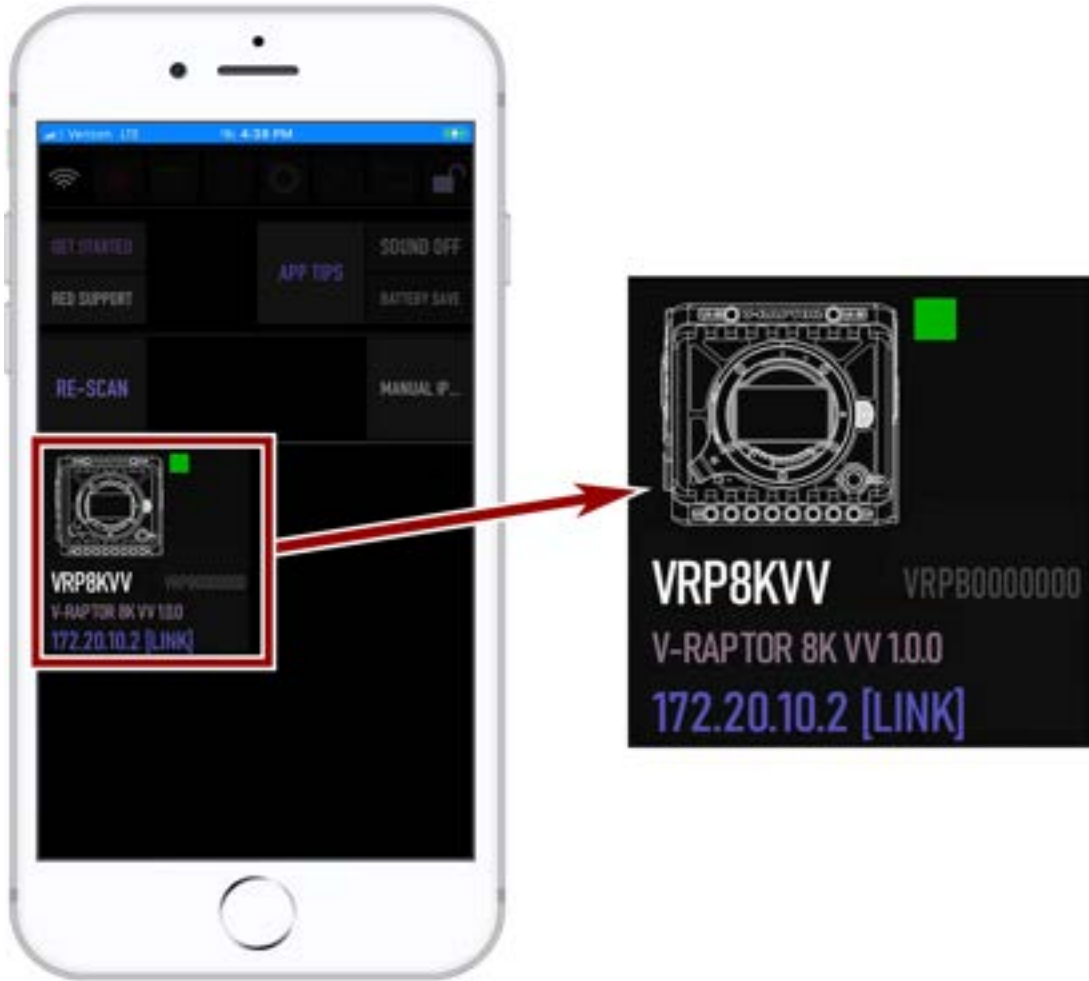 Verizon LTE 4:38 PM
GET STARTED
APP TIPS
SOUND OFF
RED SUPPORT
BATTERY SAVE
RE-SCAN
MANUAL IP...
VRP8KVV
V-RAPTOR 8K VV 1.0.0
172.20.10.2 [LINK]
V-RAPTOR
VRP8KVV VRPB0000000
V-RAPTOR 8K VV 1.0.0
172.20.10.2 [LINK]